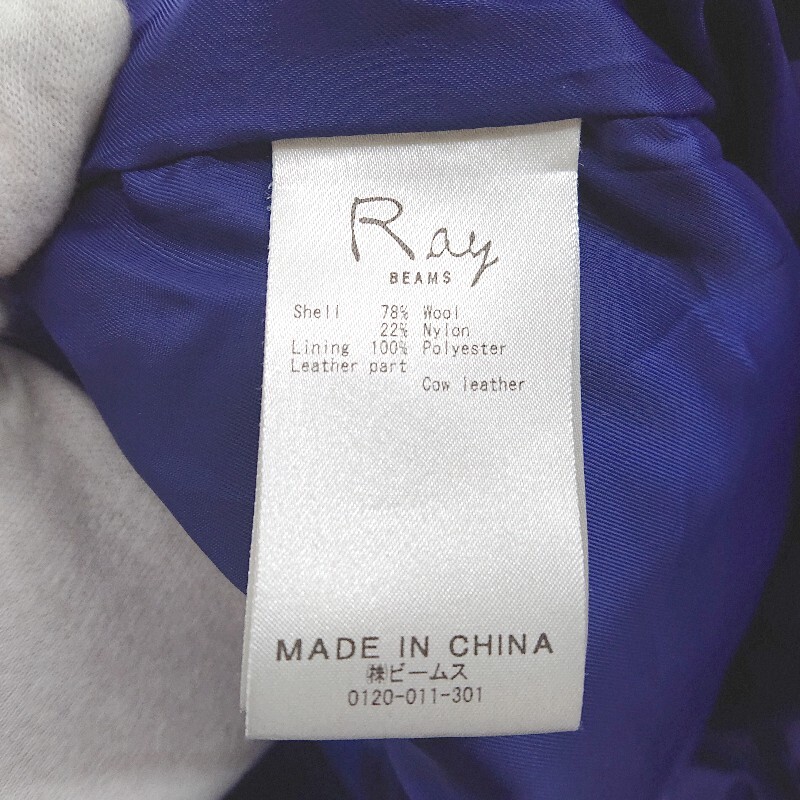 Ray
BEAMS
Shell 78% Wool
22% Nylon
Lining 100% Polyester
Leather part
Cow leather
MADE IN CHINA
㈱ビームス
0120-011-301